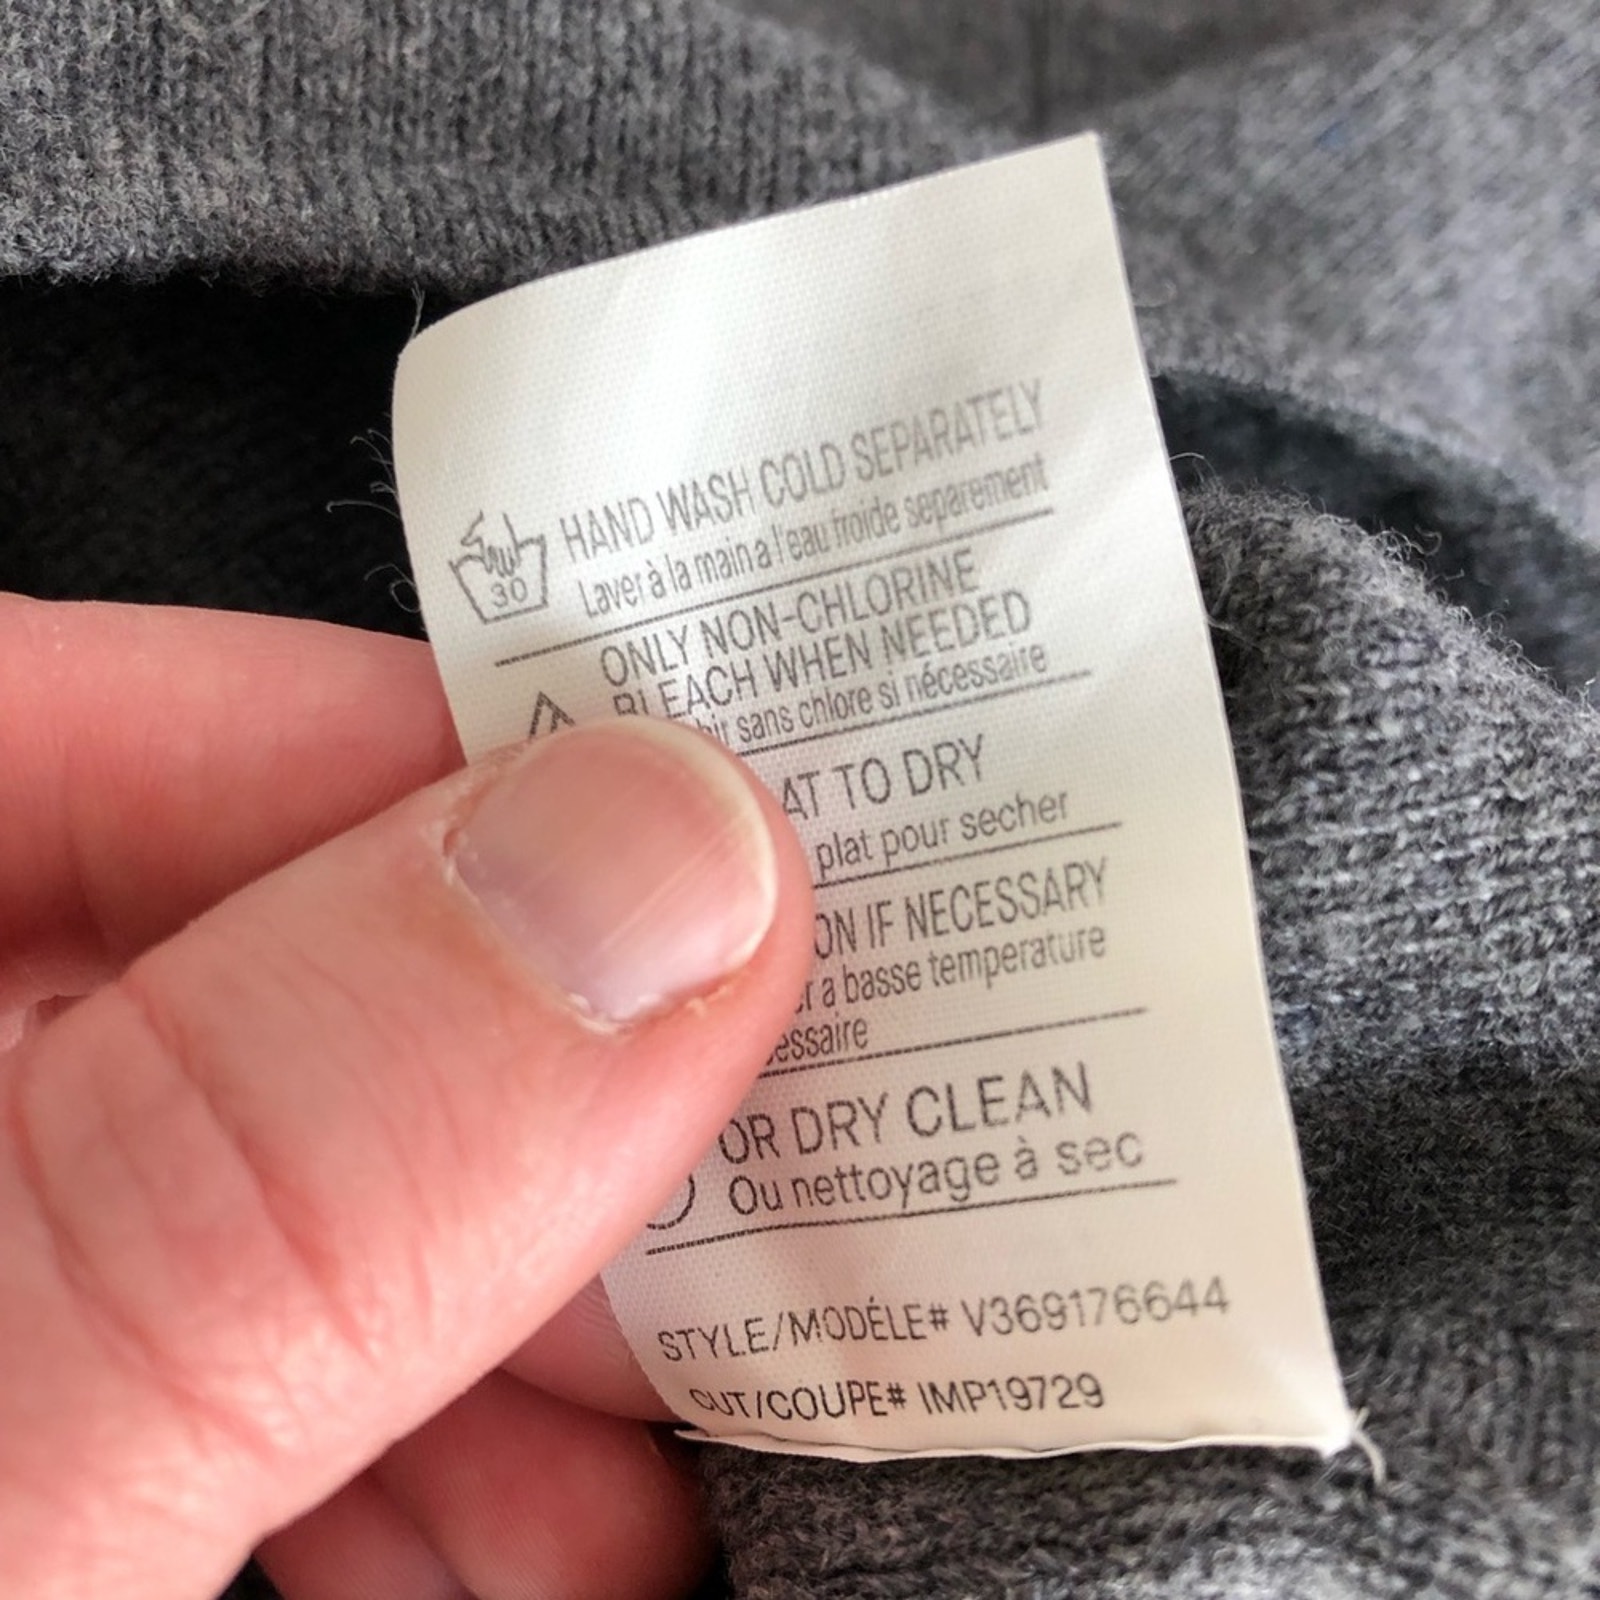 HAND WASH COLD SEPARATELY
30
Laver à la main a l'eau froide separement
ONLY NON-CHLORINE
BLEACH WHEN NEEDED
sans chlore si nécessaire
TO DRY
plat pour secher
IF NECESSARY
a basse temperature
OR DRY CLEAN
Ou nettoyage à sec
STYLE/MODÉLE# V369176644
CUT/COUPE# IMP19729